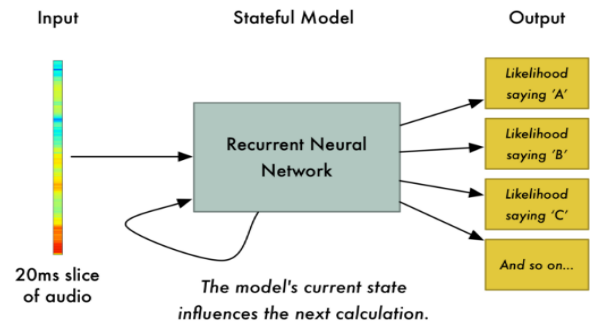 Input
Stateful Model
Output
Likelihood
saying 'A'
Likelihood
saying 'B'
Recurrent Neural
Network
Likelihood
saying 'C'
And so on...
20ms slice
of audio
The model's current state
influences the next calculation.